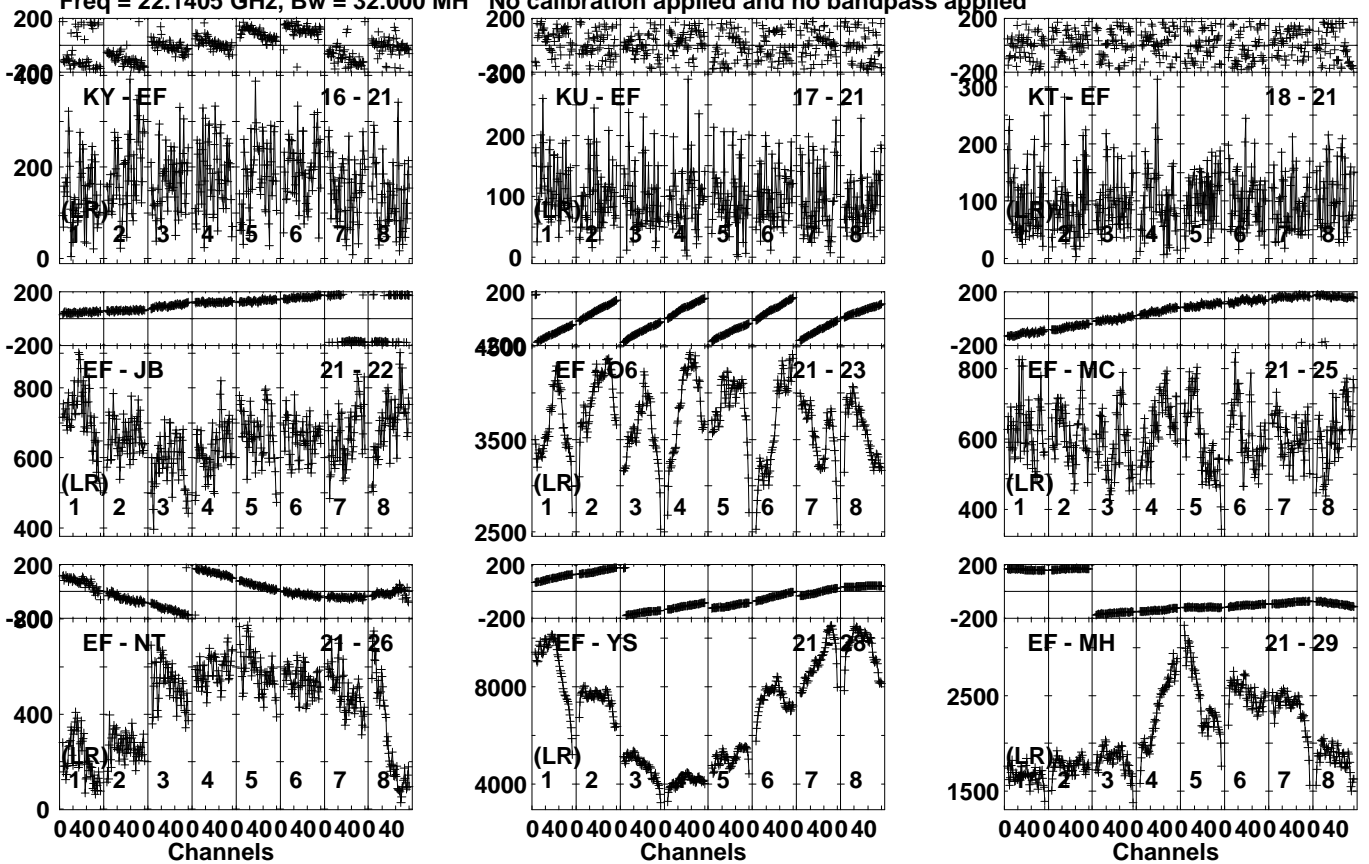 Freq = 22.1405 GHz, Bw = 32.000 MH No calibration applied and no bandpass applied
200 200 200
-200 -200 -200
400 300
KY - EF 16 - 21 KU - EF 17 - 21 KT - EF 18 - 21
200 200 200
100 100
(LR) (LR) (LR)
1 2 3 4 5 6 7 8 1 2 3 4 5 6 7 8 1 2 3 4 5 6 7 8
0 0 0
200 200 200
-200 -200
4500
EF - JB 21 - 22 EF - O6 21 - 23 EF - MC 21 - 25
800 800
600 3500 600
(LR) (LR) (LR)
1 2 3 4 5 6 7 8 1 2 3 4 5 6 7 8 1 2 3 4 5 6 7 8
400 2500 400
200 200 200
-200 -200 -200
800
EF - NT 21 - 26 EF - YS 21 - 28 EF - MH 21 - 29
8000 2500
400
(LR) (LR) (LR)
1 2 3 4 5 6 7 8 1 2 3 4 5 6 7 8 1 2 3 4 5 6 7 8
0 4000 1500
0 40 0 40 0 40 0 40 0 40 0 40 0 40 0 40 0 40 0 40 0 40 0 40 0 40 0 40 0 40 0 40 0 40 0 40 0 40 0 40 0 40 0 40 0 40 0 40
Channels Channels Channels